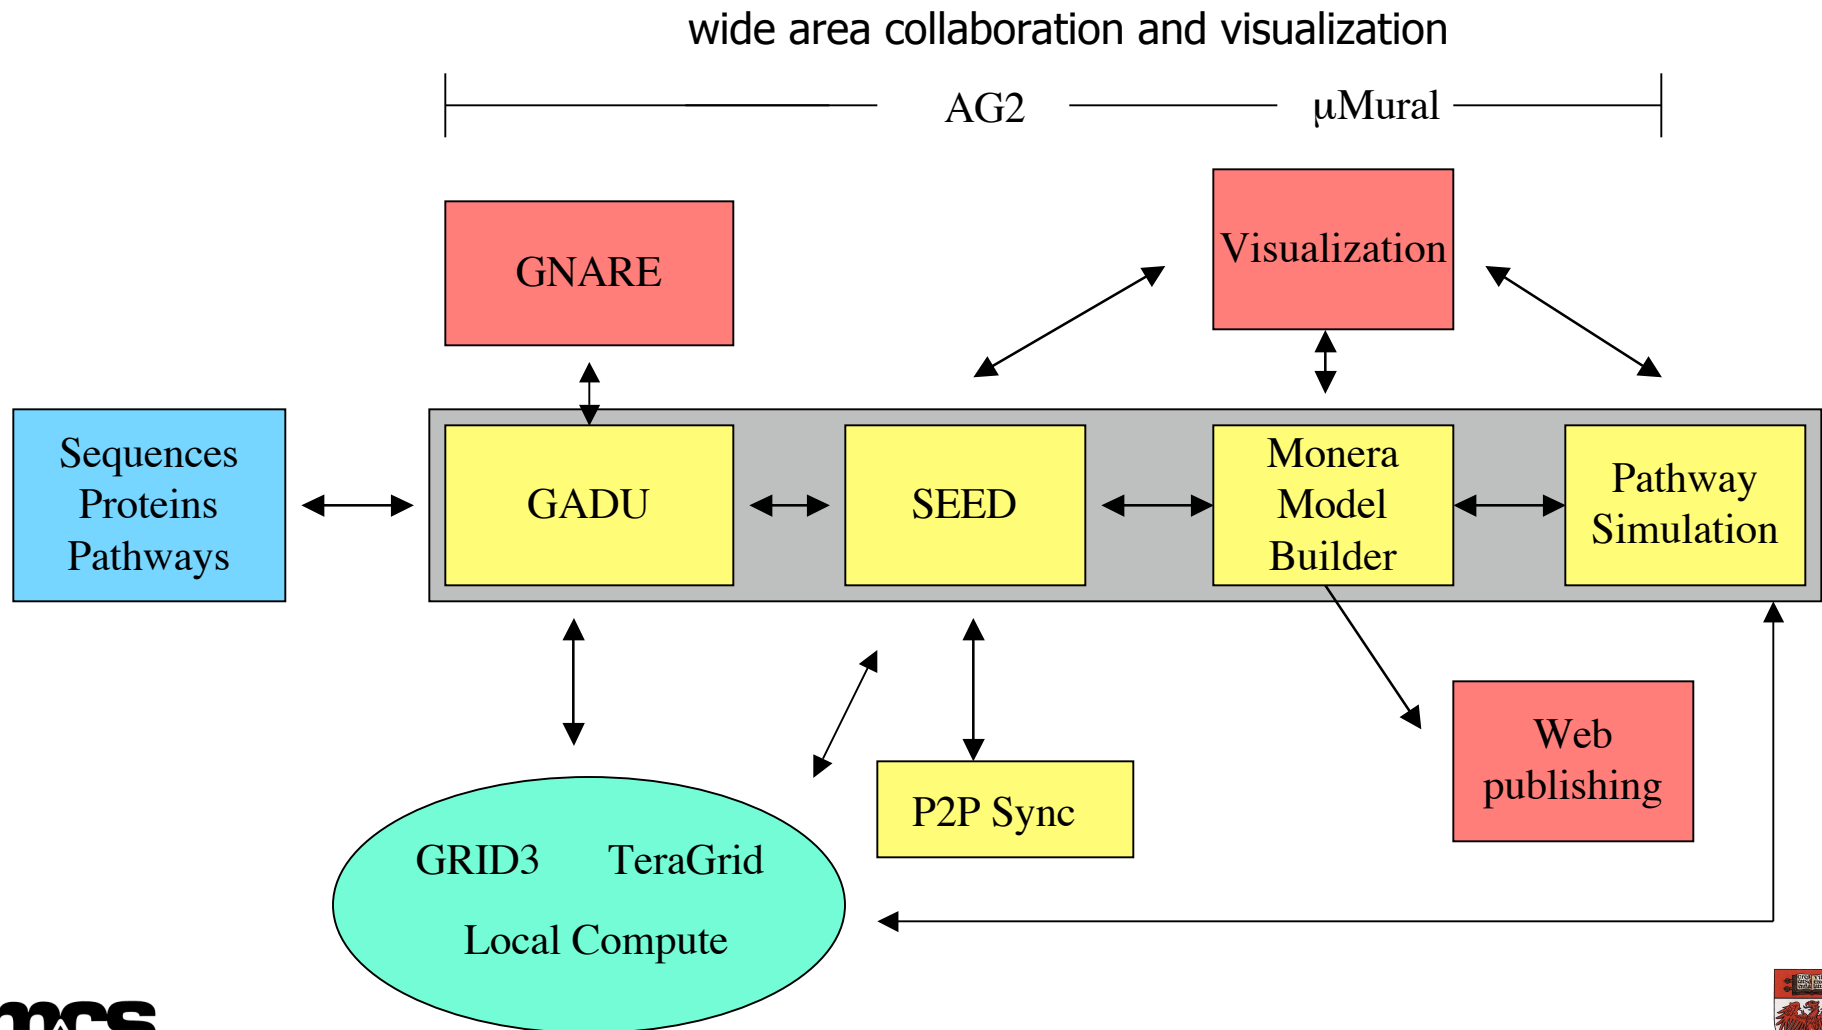 wide area collaboration and visualization
AG2
µMural
GNARE
Visualization
Sequences
Proteins
Pathways
GADU
SEED
Monera
Model
Builder
Pathway
Simulation
P2P Sync
Web
publishing
GRID3 TeraGrid
Local Compute
mcs